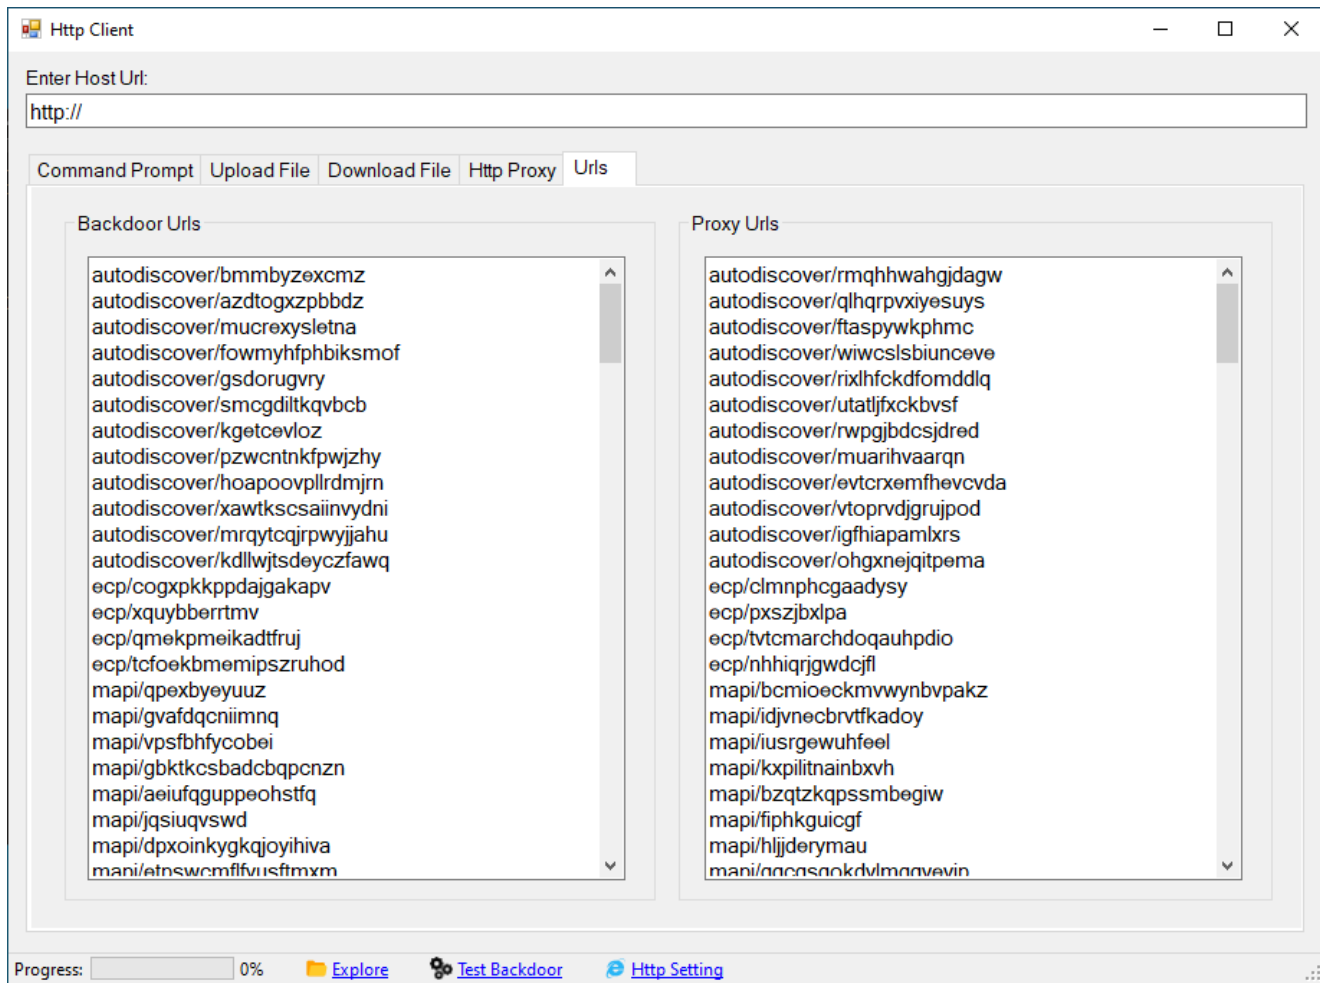 Http Client
Enter Host Url:
http://
Command Prompt Upload File Download File Http Proxy Urls
Backdoor Urls
autodiscover/bmmbyzexcmz
autodiscover/azdtogxzpbbdz
autodiscover/mucrexysletna
autodiscover/fowmyhfphbiksmof
autodiscover/gsdorugvry
autodiscover/smcgdiltkqvbcb
autodiscover/kgetcevloz
autodiscover/pzwcntnkfpwjzhy
autodiscover/hoapoovpllrdmjrn
autodiscover/xawtkscsaiinvydni
autodiscover/mrqytcqjrpwyjjahu
autodiscover/kdllwjtsdeyczfawq
ecp/cogxpkkppdajgakapv
ecp/xquybberrtmv
ecp/qmekpmeikadtfruj
ecp/tcfoekbmemipszruhod
mapi/qpexbyeyuuz
mapi/gvafdqcniimnq
mapi/vpsfbhfycobei
mapi/gbktkcsbadcbqpcnzn
mapi/aeiufqguppeohstfq
mapi/jqsiuqvswd
mapi/dpxoinkygkqjoyihiva
mapi/etpswcmflfyusftmxm
Proxy Urls
autodiscover/rmqhhwahgjdagw
autodiscover/qlhqrpvxiyesuys
autodiscover/ftaspywkphmc
autodiscover/wiwcslsbiunceve
autodiscover/rixlhfckdfomddlq
autodiscover/utatljfxckbvsf
autodiscover/rwpgjbdcsjdred
autodiscover/muarihvaarqn
autodiscover/evtcrxemfhevcvda
autodiscover/vtoprvdjgrujpod
autodiscover/igfhiapamlxrs
autodiscover/ohgxnejqitpema
ecp/clmnphcgaadysy
ecp/pxszjbxlpa
ecp/tvtcmarchdoqauhpdio
ecp/nhhiqrjgwdcjfl
mapi/bcmioeckmvwynbvpakz
mapi/idjvnecbrvtfkadoy
mapi/iusrgewuhfeel
mapi/kxpilitnainbxvh
mapi/bzqtzkqpssmbegiw
mapi/fiphkguicgf
mapi/hljjderymau
Progress: 0% Explore Test Backdoor Http Setting